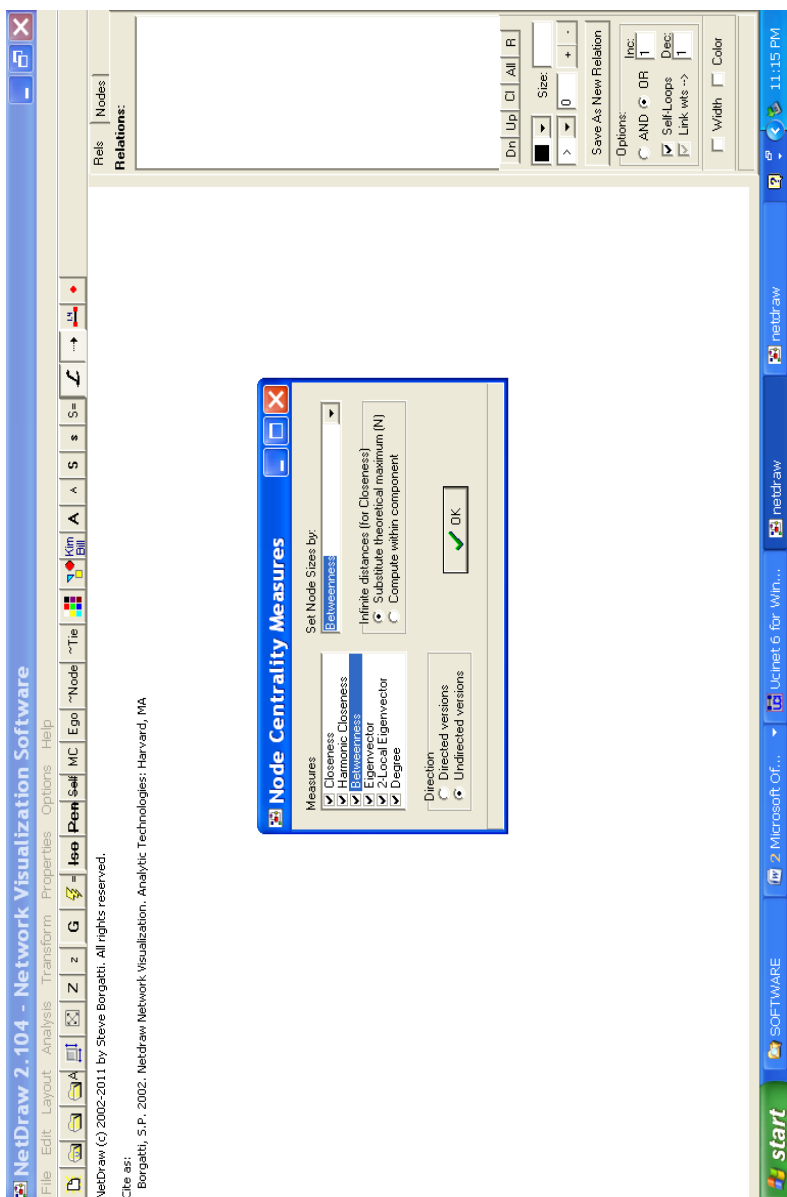 NetDraw 2.104 - Network Visualization Software
File Edit Layout Analysis Transform Properties Options Help
A Z z G = Iso Pen Self MC Ego ~Node ~Tie Kim Bill A A S s S= L
NetDraw (c) 2002-2011 by Steve Borgatti. All rights reserved.
Cite as:
Borgatti, S.P. 2002. Netdraw Network Visualization. Analytic Technologies: Harvard, MA
Node Centrality Measures
Measures
Closeness
Harmonic Closeness
Betweenness
Eigenvector
2-Local Eigenvector
Degree
Direction
Directed versions
Undirected versions
Set Node Sizes by:
Betweenness
Infinite distances (for Closeness)
Substitute theoretical maximum (N)
Compute within component
OK
Rels Nodes
Relations:
Dn Up Cl All R
Size:
> 0 + -
Save As New Relation
Options:
AND OR Inc: 1
Self-Loops Dec: 1
Link wts -->
Width Color
start SOFTWARE 2 Microsoft Of... Ucinet 6 for Win... netdraw netdraw 11:15 PM